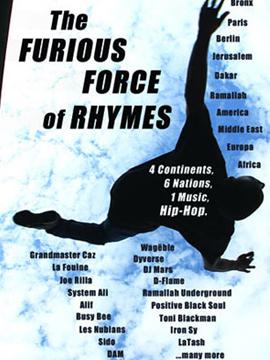 The
FURIOUS
FORCE
of RHYMES
Bronx
Paris
Berlin
Jerusalem
Dakar
Ramallah
America
Middle East
Europa
Africa
4 Continents,
6 Nations,
1 Music,
Hip-Hop.
Grandmaster Caz
La Fouine
Joe Rilla
System Ali
Alif
Busy Bee
Les Nubians
Sido
DAM
Wagëble
Dyverse
DJ Mars
D-Flame
Ramallah Underground
Positive Black Soul
Toni Blackman
Iron Sy
LaTash
...many more